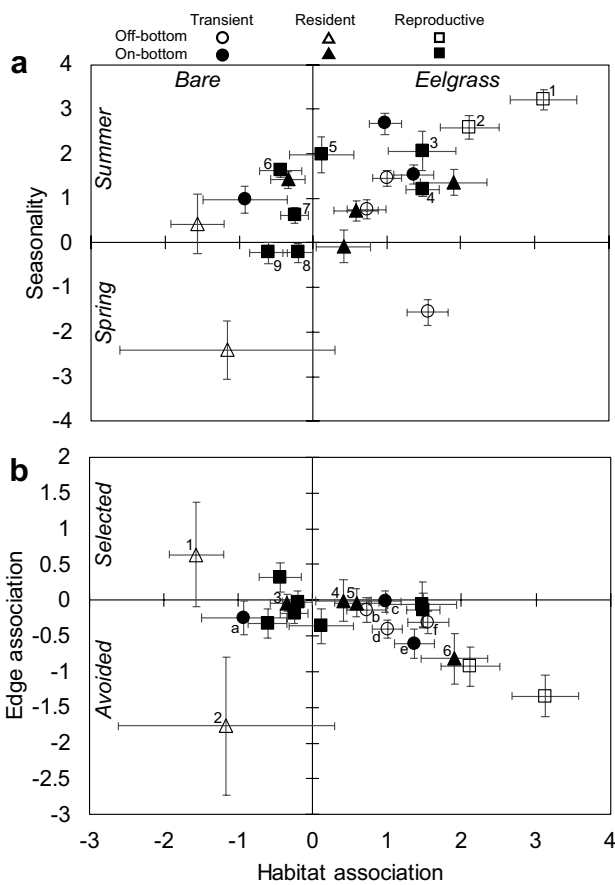 Transient Resident Reproductive
Off-bottom
On-bottom
a
Bare Eelgrass
Summer
Spring
Seasonality
4
3
2
1
0
-1
-2
-3
-4
1
2
3
4
5
6
7
8
9
b
Selected
Avoided
Edge association
2
1.5
1
0.5
0
-0.5
-1
-1.5
-2
-2.5
-3
1
2
3
4
5
6
a
b
c
d
e
f
-3 -2 -1 0 1 2 3 4
Habitat association